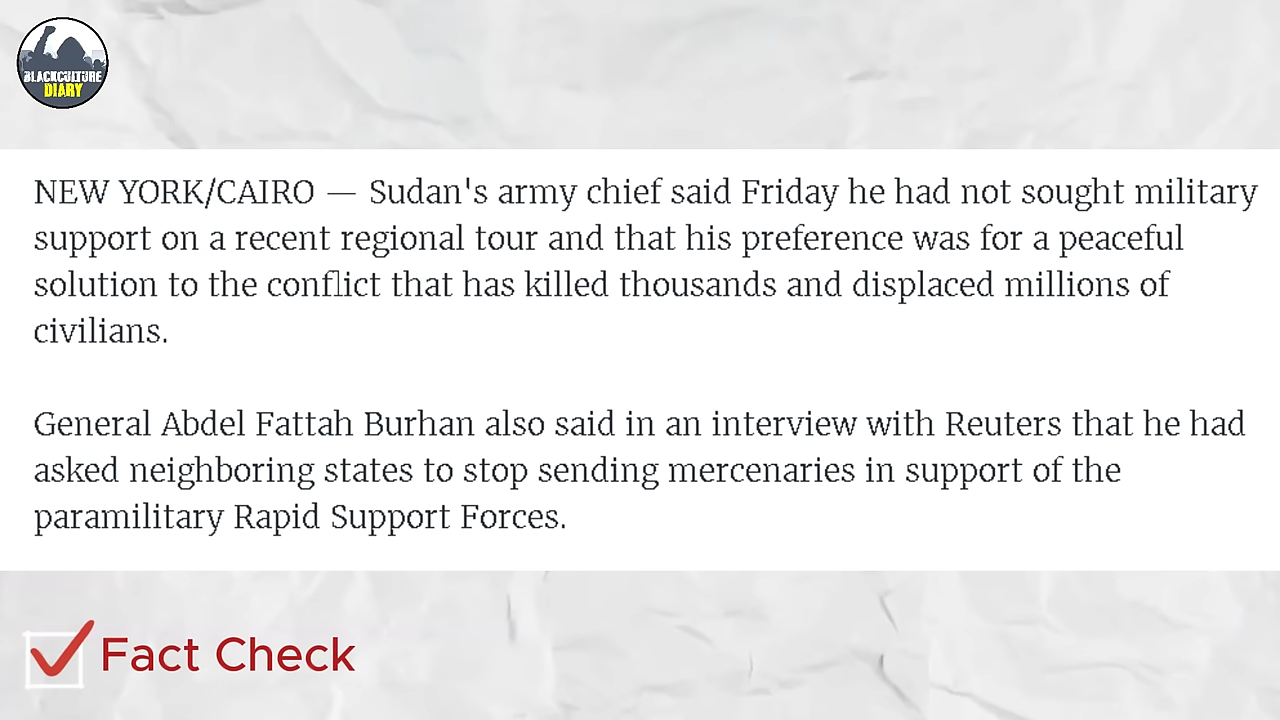 BLACKCULTURE
DIARY
NEW YORK/CAIRO — Sudan's army chief said Friday he had not sought military
support on a recent regional tour and that his preference was for a peaceful
solution to the conflict that has killed thousands and displaced millions of
civilians.
General Abdel Fattah Burhan also said in an interview with Reuters that he had
asked neighboring states to stop sending mercenaries in support of the
paramilitary Rapid Support Forces.
Fact Check